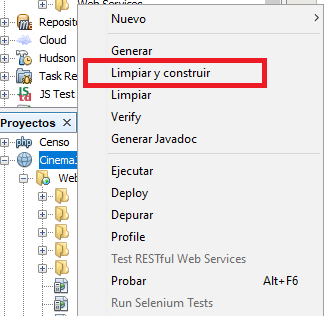 Web Services
Reposito
Cloud
Hudson
Task Re
JS Test
Proyectos
Censo
Cinema
Web
Nuevo
Generar
Limpiar y construir
Limpiar
Verify
Generar Javadoc
Ejecutar
Deploy
Depurar
Profile
Test RESTful Web Services
Probar Alt+F6
Run Selenium Tests